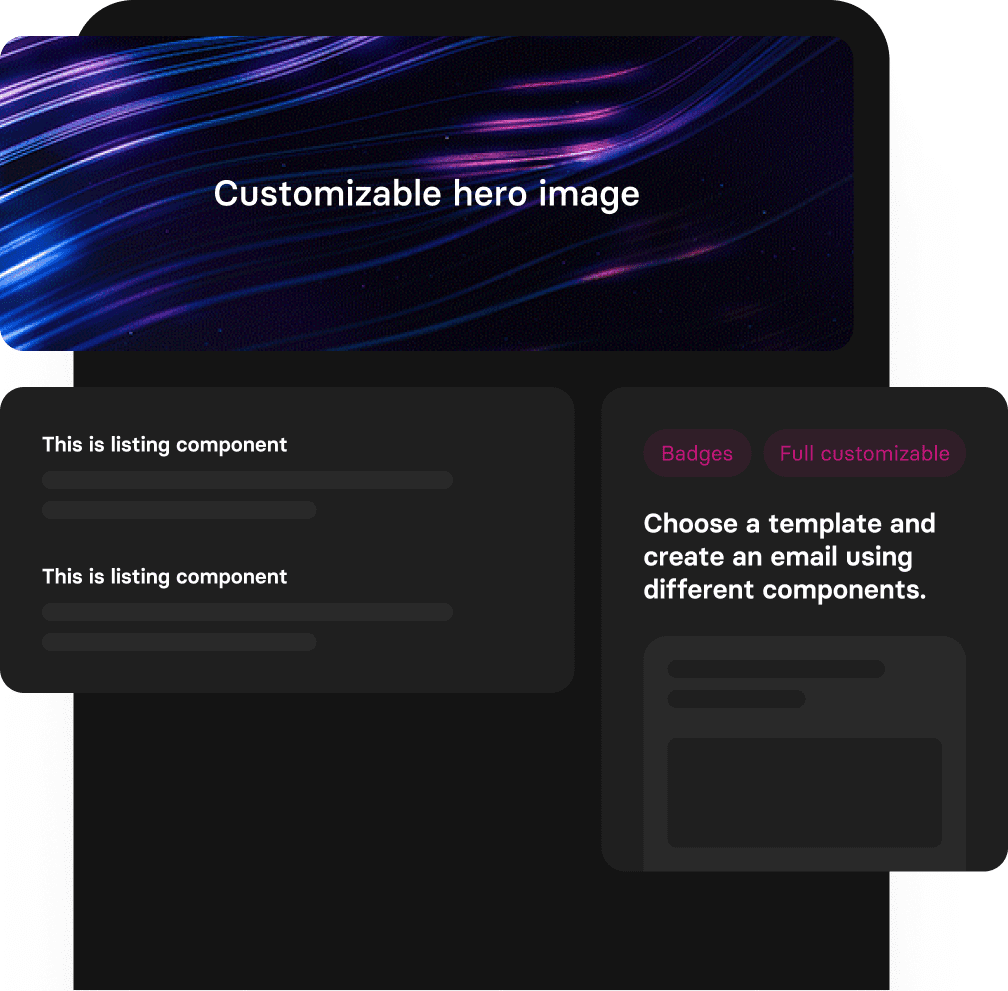 Customizable hero image
This is listing component
This is listing component
Badges
Full customizable
Choose a template and
create an email using
different components.